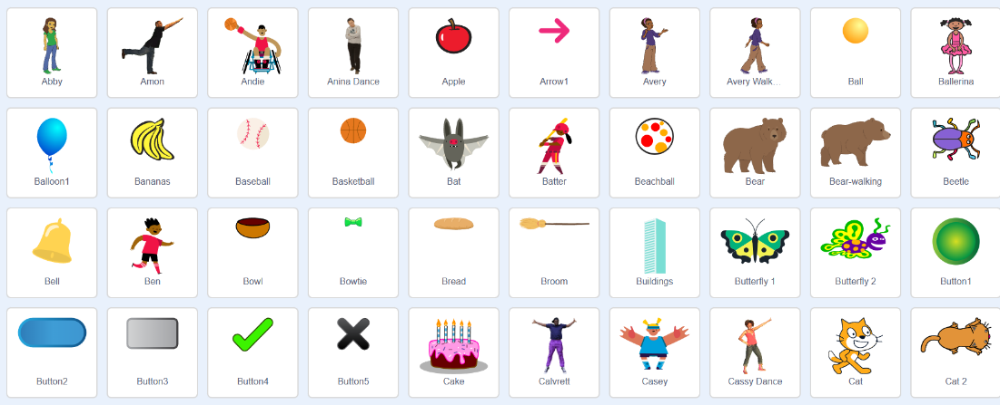 Abby
Amon
Andie
Anina Dance
Apple
Arrow1
Avery
Avery Walk...
Ball
Ballerina
Balloon1
Bananas
Baseball
Basketball
Bat
Batter
Beachball
Bear
Bear-walking
Beetle
Bell
Ben
Bowl
Bowtie
Bread
Broom
Buildings
Butterfly 1
Butterfly 2
Button1
Button2
Button3
Button4
Button5
Cake
Calvrett
Casey
Cassy Dance
Cat
Cat 2